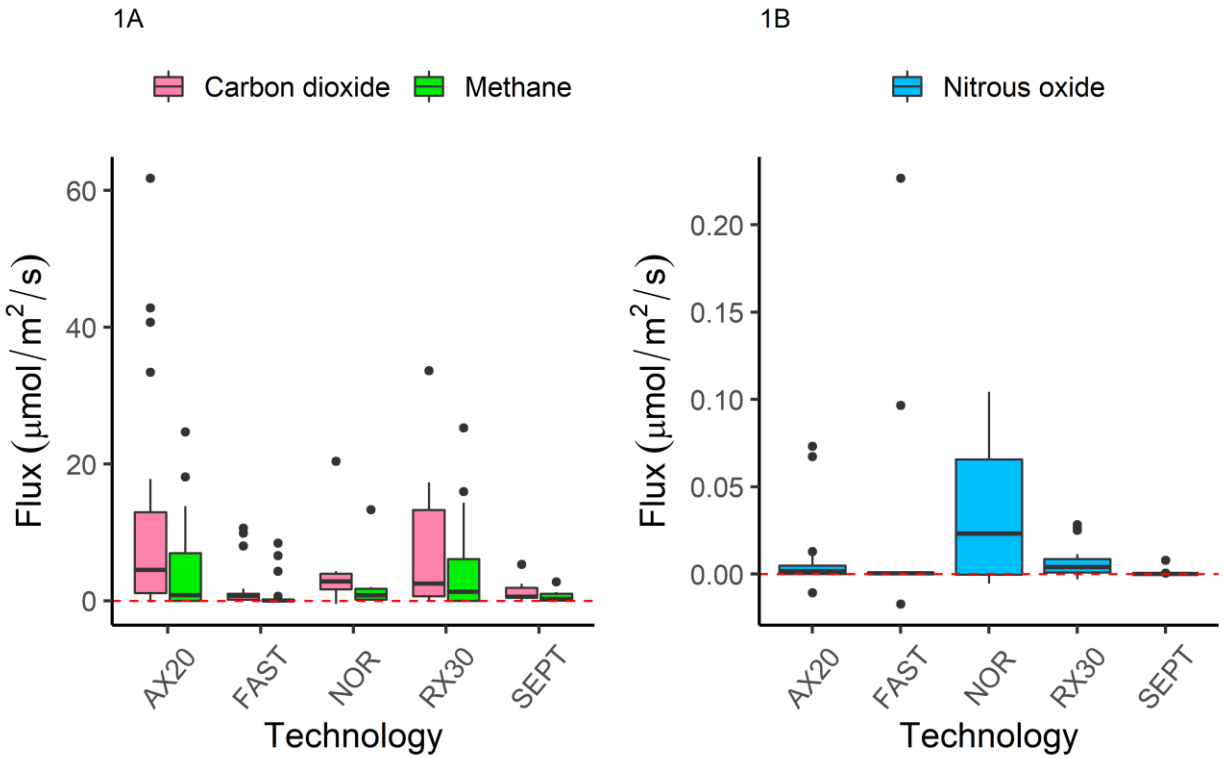 1A
Carbon dioxide
Methane
Flux (μmol/m²/s)
60
40
20
0
AX20
FAST
NOR
RX30
SEPT
Technology
1B
Nitrous oxide
Flux (μmol/m²/s)
0.20
0.15
0.10
0.05
0.00
AX20
FAST
NOR
RX30
SEPT
Technology